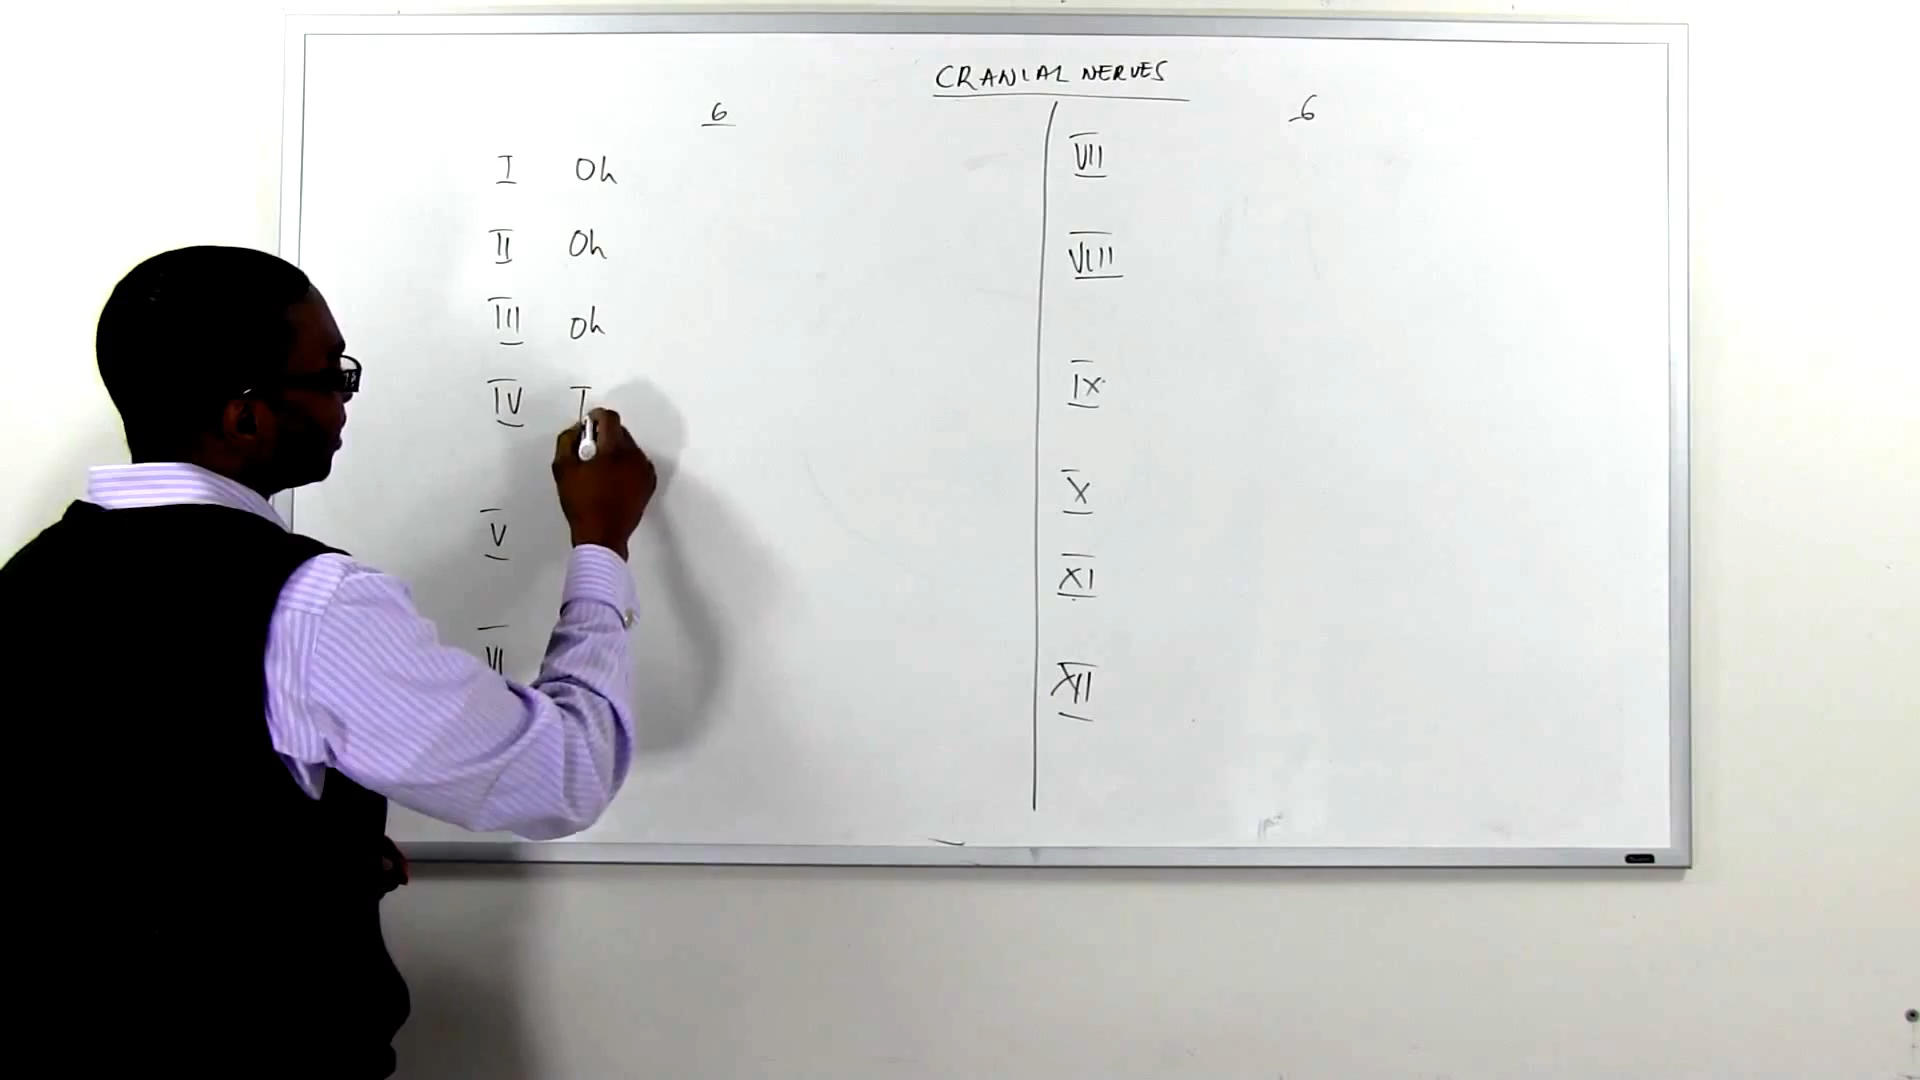 CRANIAL NERVES
6
I Oh
II Oh
III Oh
IV T
V
VI
6
VII
VIII
IX
X
XI
XII